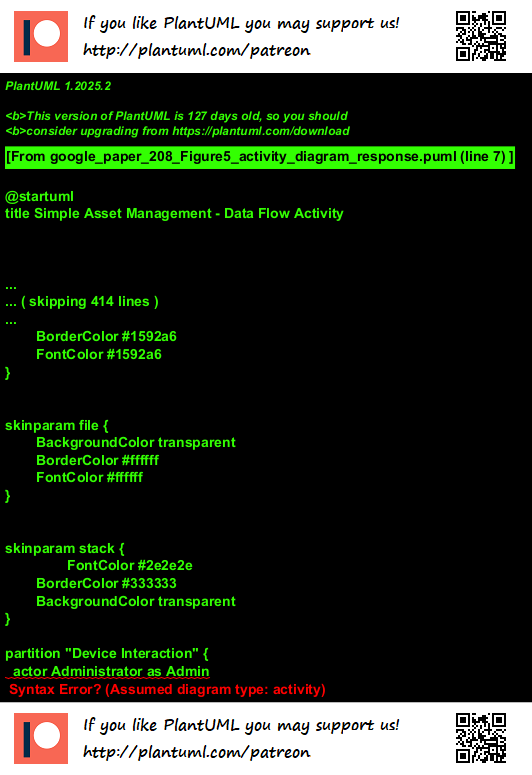 If you like PlantUML you may support us!
http://plantuml.com/patreon
PlantUML 1.2025.2
<b>This version of PlantUML is 127 days old, so you should
<b>consider upgrading from https://plantuml.com/download
[From google_paper_208_Figure5_activity_diagram_response.puml (line 7) ]
@startuml
title Simple Asset Management - Data Flow Activity
...
... ( skipping 414 lines )
...
BorderColor #1592a6
FontColor #1592a6
}
skinparam file {
BackgroundColor transparent
BorderColor #ffffff
FontColor #ffffff
}
skinparam stack {
FontColor #2e2e2e
BorderColor #333333
BackgroundColor transparent
}
partition "Device Interaction" {
actor Administrator as Admin
Syntax Error? (Assumed diagram type: activity)
If you like PlantUML you may support us!
http://plantuml.com/patreon